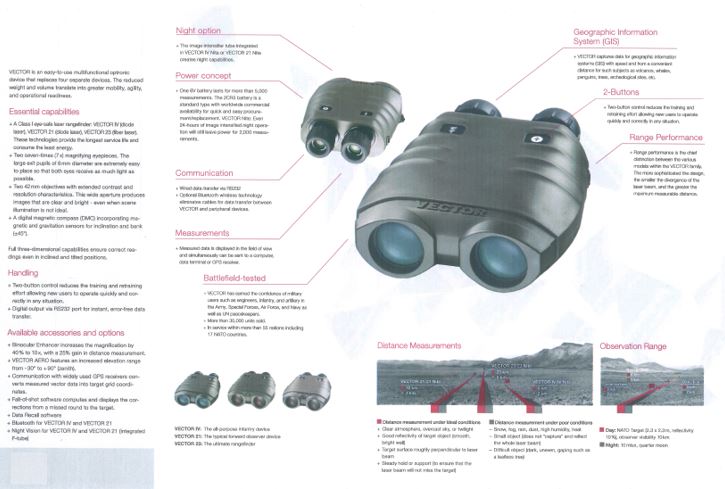 VECTOR is an easy-to-use multifunctional optronic
device that replaces four separate devices. The reduced
weight and volume translate into greater mobility, agility,
and operational readiness.
Essential capabilities
+ A Class I eye-safe laser rangefinder: VECTOR IV (diode
laser), VECTOR 21 (diode laser), VECTOR 23 (fiber laser).
These technologies provide the longest service life and
consume the least energy.
+ Two seven-times (7 x) magnifying eyepieces. The
large exit pupils of 6mm diameter are extremely easy
to place so that both eyes receive as much light as
possible.
+ Two 42 mm objectives with extended contrast and
resolution characteristics. This wide aperture produces
images that are clear and bright - even when scene
illumination is not ideal.
+ A digital magnetic compass (DMC) incorporating ma-
gnetic and gravitation sensors for inclination and bank
(±45°).
Full three-dimensional capabilities ensure correct rea-
dings even in inclined and tilted positions.
Handling
+ Two-button control reduces the training and retraining
effort allowing new users to operate quickly and cor-
rectly in any situation.
+ Digital output via RS232 port for instant, error-free data
transfer.
Available accessories and options
+ Binocular Enhancer increases the magnification by
40% to 10x, with a 25% gain in distance measurement.
+ VECTOR AERO features an increased elevation range
from -30° to +90° (zenith).
+ Communication with widely used GPS receivers con-
verts measured vector data into target grid coordi-
nates.
+ Fall-of-shot software computes and displays the cor-
rections from a missed round to the target.
+ Data Recall software
+ Bluetooth for VECTOR IV and VECTOR 21
+ Night Vision for VECTOR IV and VECTOR 21 (integrated
F-tube)
Night option
+ The image intensifier tube integrated
in VECTOR IV Nite or VECTOR 21 Nite
creates night capabilities.
Power concept
+ One 6V battery lasts for more than 5,000
measurements. The 2CR5 battery is a
standard type with worldwide commercial
availability for quick and easy procure-
ment/replacement. VECTOR Nite: Even
24-hours of image intensified night opera-
tion will still leave power for 2,000 measu-
rements.
Communication
+ Wired data transfer via RS232
+ Optional Bluetooth wireless technology
eliminates cables for data transfer between
VECTOR and peripheral devices.
Measurements
+ Measured data is displayed in the field of view
and simultaneously can be sent to a computer,
data terminal or GPS receiver.
Battlefield-tested
+ VECTOR has earned the confidence of military
users such as engineers, infantry, and artillery in
the Army, Special Forces, Air Force, and Navy as
well as UN peacekeepers.
+ More than 30,000 units sold.
+ In service within more than 55 nations including
17 NATO countries.
VECTOR IV: The all-purpose infantry device
VECTOR 21: The typical forward observer device
VECTOR 23: The ultimate rangefinder
VECTOR
Geographic Information
System (GIS)
+ VECTOR captures data for geographic information
systems (GIS) with speed and from a convenient
distance for such subjects as volcanos, whales,
penguins, trees, archeological sites, etc.
2-Buttons
+ Two-button control reduces the training and
retraining effort allowing new users to operate
quickly and correctly in any situation.
Range Performance
+ Range performance is the chief
distinction between the various
models within the VECTOR family.
The more sophisticated the design,
the smaller the divergence of the
laser beam, and the greater the
maximum measurable distance.
Distance Measurements
Distance measurement under ideal conditions
+ Clear atmosphere, overcast sky, or twilight
+ Good reflectivity of target object (smooth,
bright wall)
+ Target surface roughly perpendicular to laser
beam
+ Steady hold or support (to ensure that the
laser beam will not miss the target)
Distance measurement under poor conditions
– Snow, fog, rain, dust, high humidity, heat
– Small object (does not "capture" and reflect
the whole laser beam)
– Difficult object (dark, uneven, gaping such as
a leafless tree)
Observation Range
Day: NATO Target (2.3 x 2.3m, reflectivity
10%), observer visibility 10km.
Night: 10 mlux, quarter moon